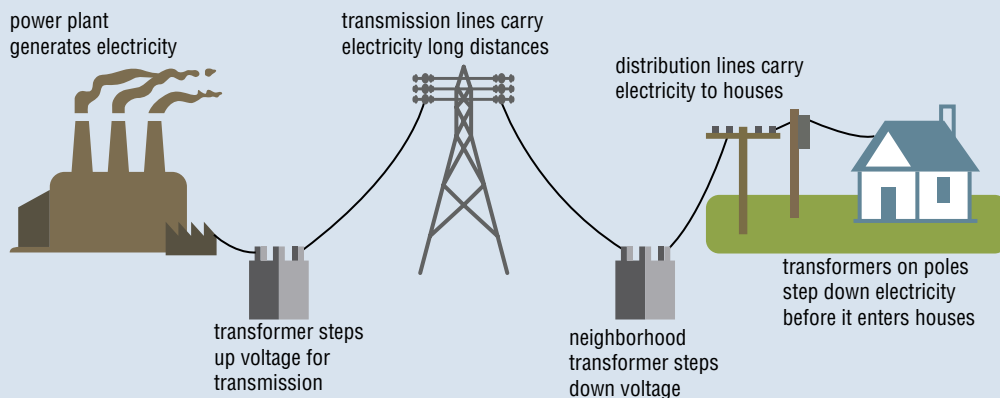 power plant
generates electricity
transformer steps
up voltage for
transmission
transmission lines carry
electricity long distances
neighborhood
transformer steps
down voltage
distribution lines carry
electricity to houses
transformers on poles
step down electricity
before it enters houses